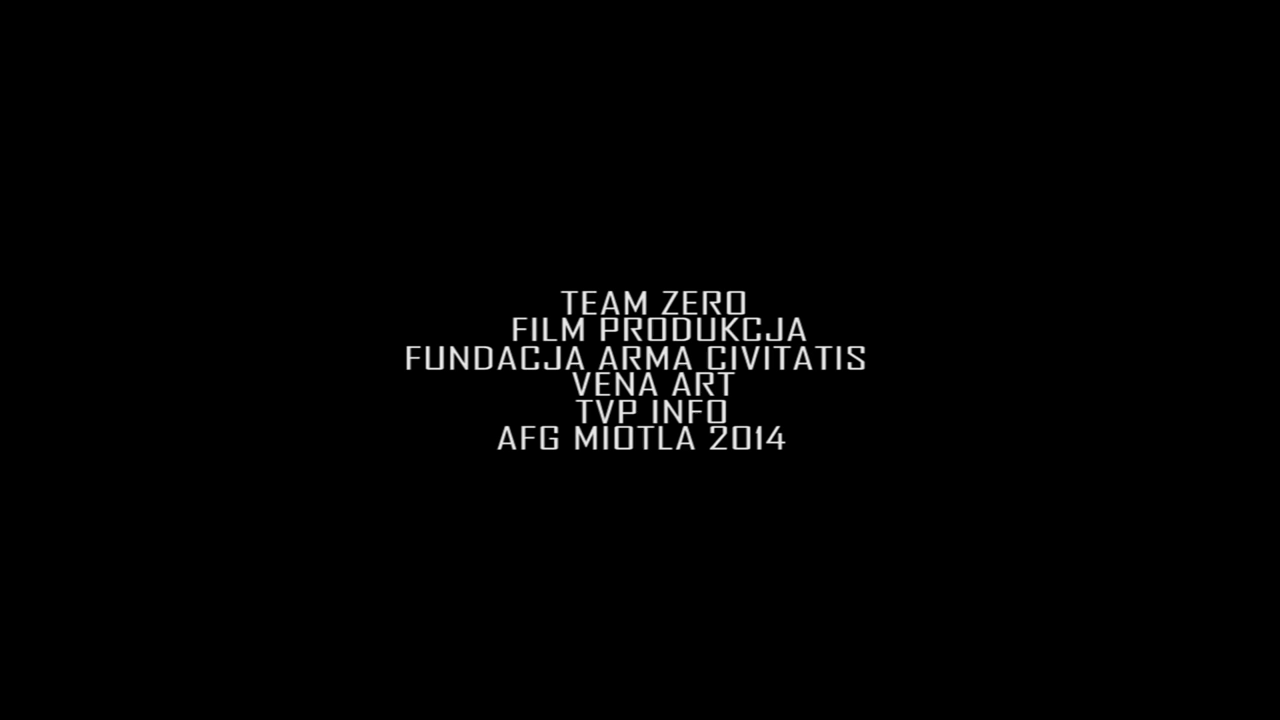 TEAM ZERO
FILM PRODUKCJA
FUNDACJA ARMA CIVITATIS
VENA ART
TVP INFO
AFG MIOTLA 2014